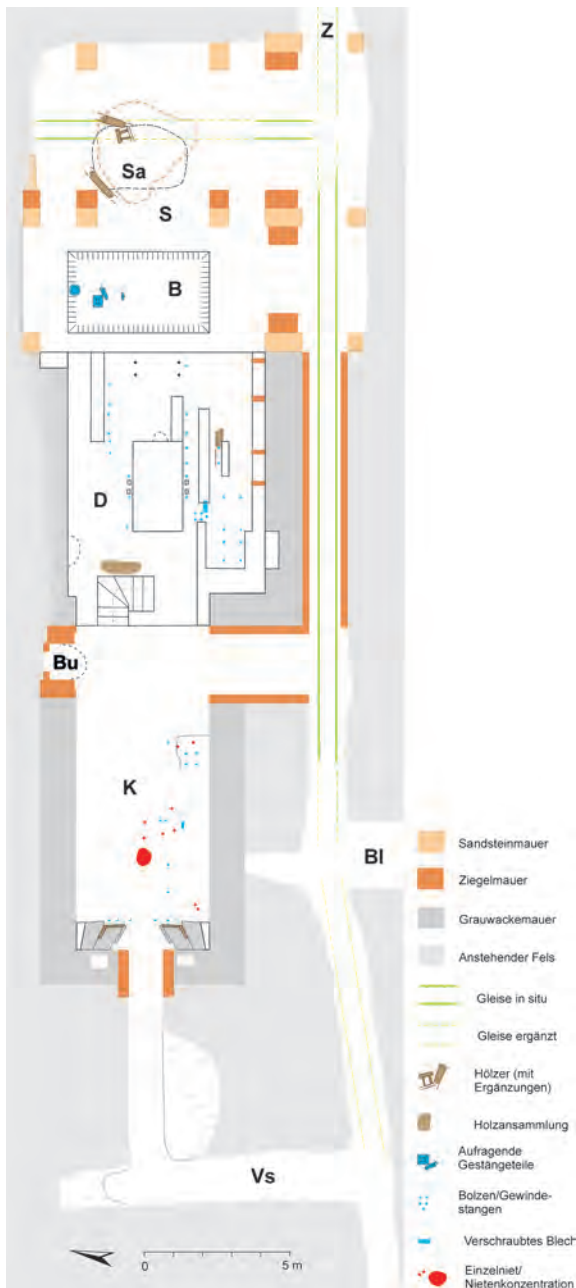 Z
Sa
S
B
D
Bu
K
Bl
Vs
0 5 m
Sandsteinmauer
Ziegelmauer
Grauwackemauer
Anstehender Fels
Gleise in situ
Gleise ergänzt
Hölzer (mit
Ergänzungen)
Holzansammlung
Aufragende
Gestängeteile
Bolzen/Gewinde-
stangen
Verschraubtes Blech
Einzelniet/
Nietenkonzentration